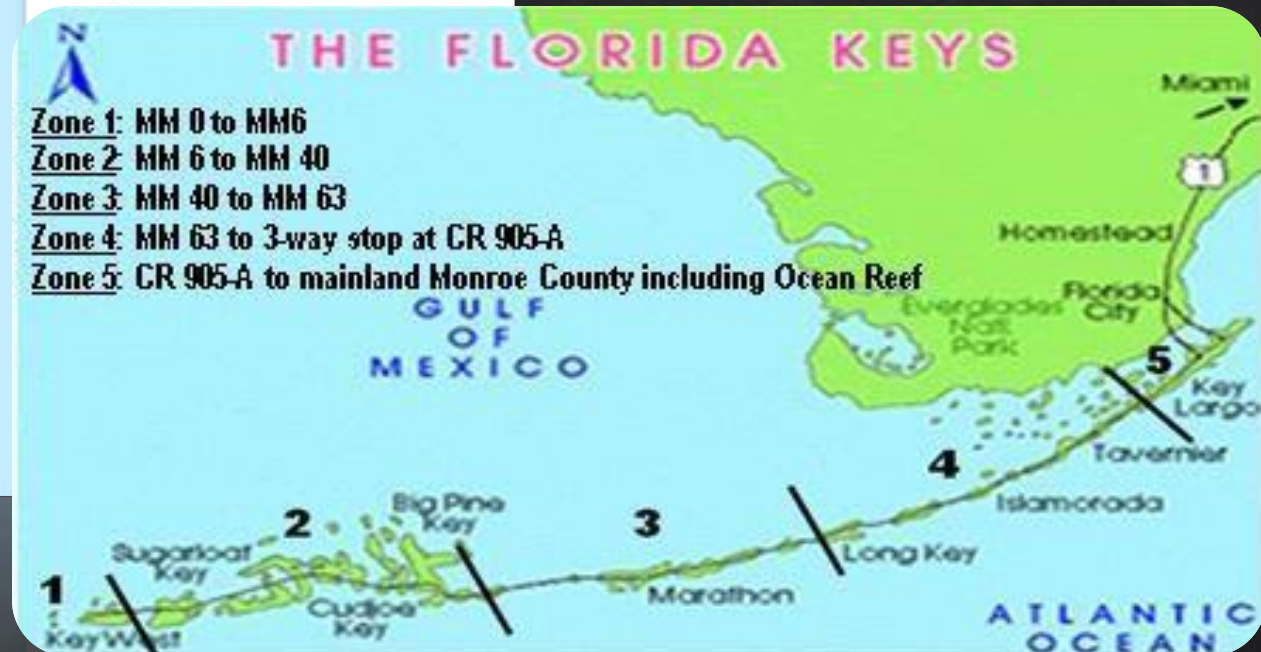 N
THE FLORIDA KEYS
Miami
Zone 1: MM 0 to MM6
Zone 2: MM 6 to MM 40
1
Zone 3: MM 40 to MM 63
Zone 4: MM 63 to 3-way stop at CR 905-A
Homestead
Zone 5: CR 905-A to mainland Monroe County including Ocean Reef
GULF
OF
MEXICO
Everglades
Natl
Park
Florida
City
5
Key
Largo
Tavernier
4
Islamorada
Big Pine
Key
2
3
Sugarloaf
Key
Long Key
1
Marathon
Cudjoe
Key
Key West
ATLANTIC
OCEAN